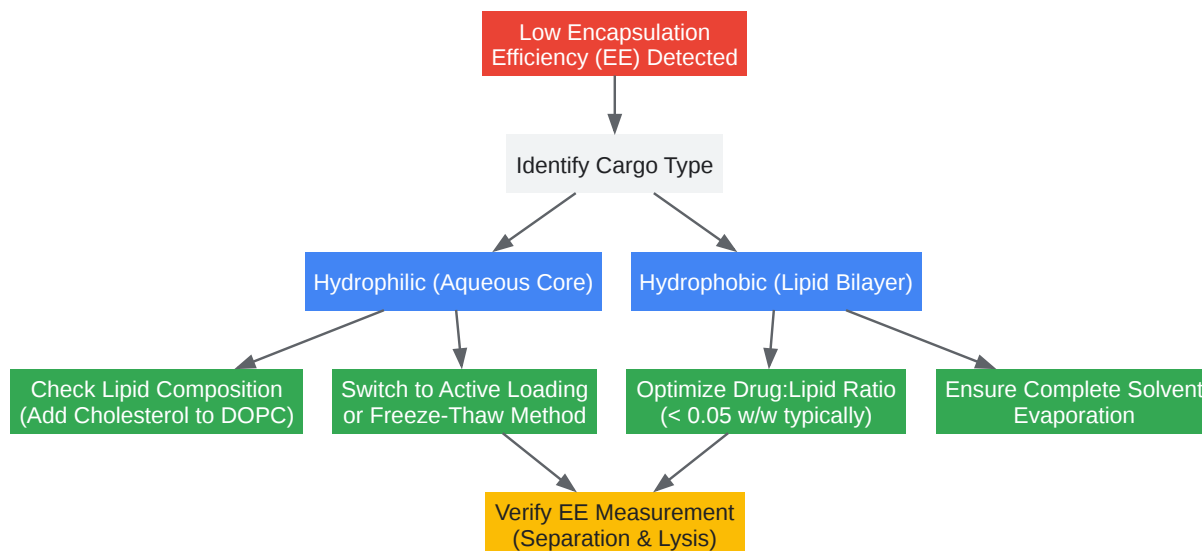 Low Encapsulation
Efficiency (EE) Detected
Identify Cargo Type
Hydrophilic (Aqueous Core)
Hydrophobic (Lipid Bilayer)
Check Lipid Composition
(Add Cholesterol to DOPC)
Switch to Active Loading
or Freeze-Thaw Method
Optimize Drug:Lipid Ratio
(< 0.05 w/w typically)
Ensure Complete Solvent
Evaporation
Verify EE Measurement
(Separation & Lysis)